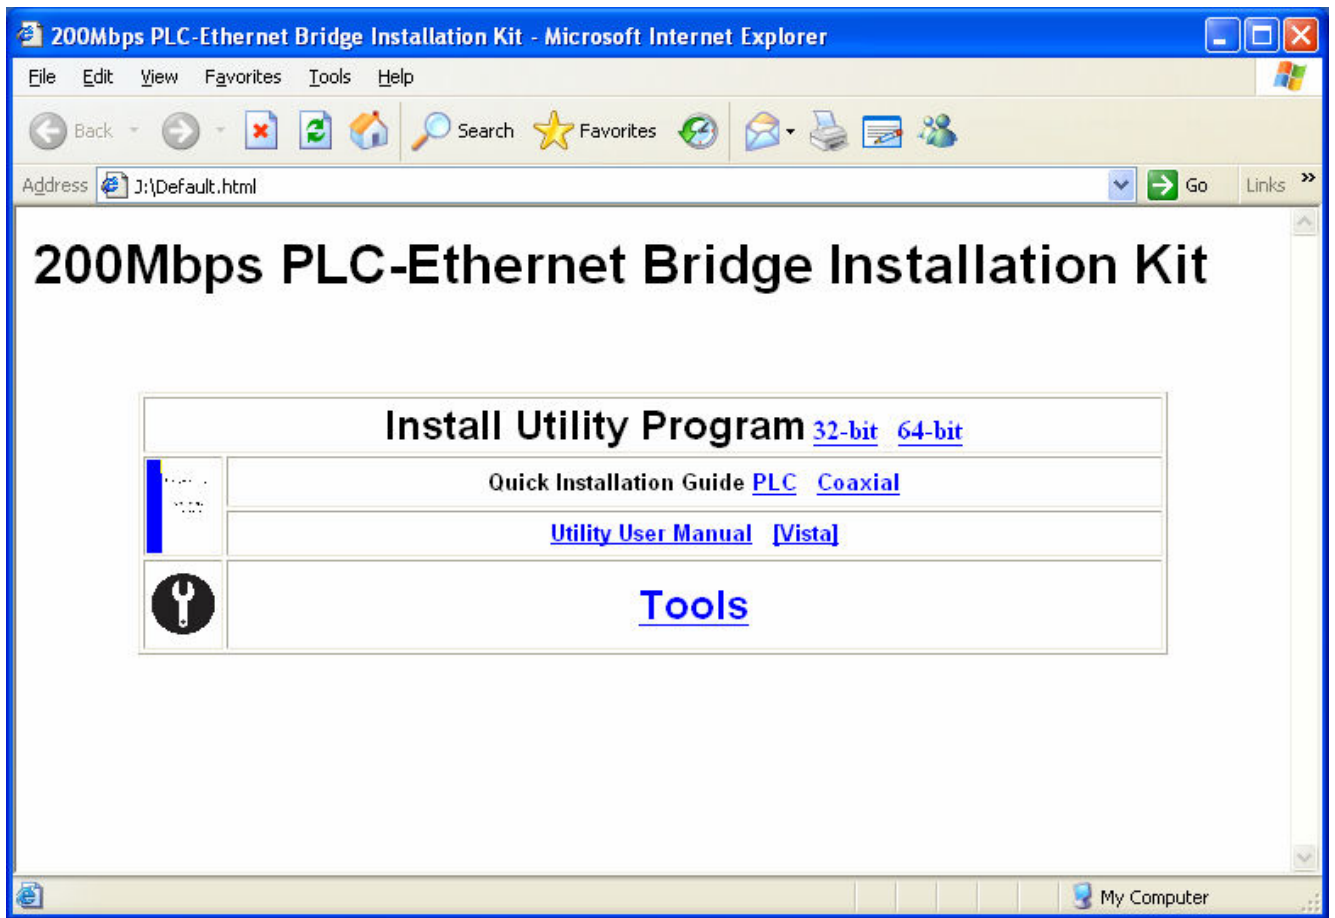 200Mbps PLC-Ethernet Bridge Installation Kit - Microsoft Internet Explorer
File Edit View Favorites Tools Help
Back Search Favorites
Address J:\Default.html Go Links »
200Mbps PLC-Ethernet Bridge Installation Kit
Install Utility Program 32-bit 64-bit
Quick Installation Guide PLC Coaxial
Utility User Manual [Vista]
Tools
My Computer